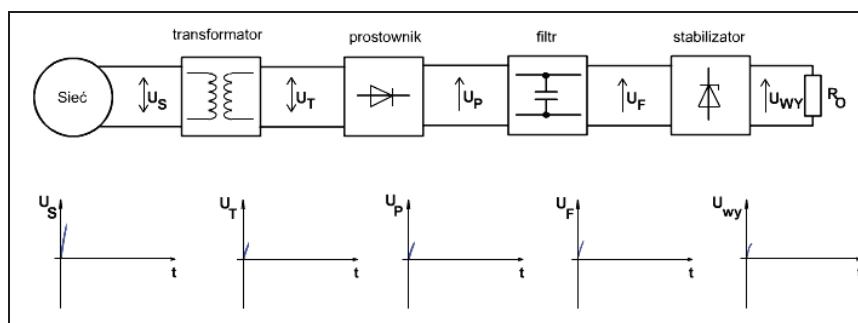 transformator prostownik filtr stabilizator
Sieć U_S U_T U_P U_F U_WY R_O
U_S U_T U_P U_F U_wy
t t t t t